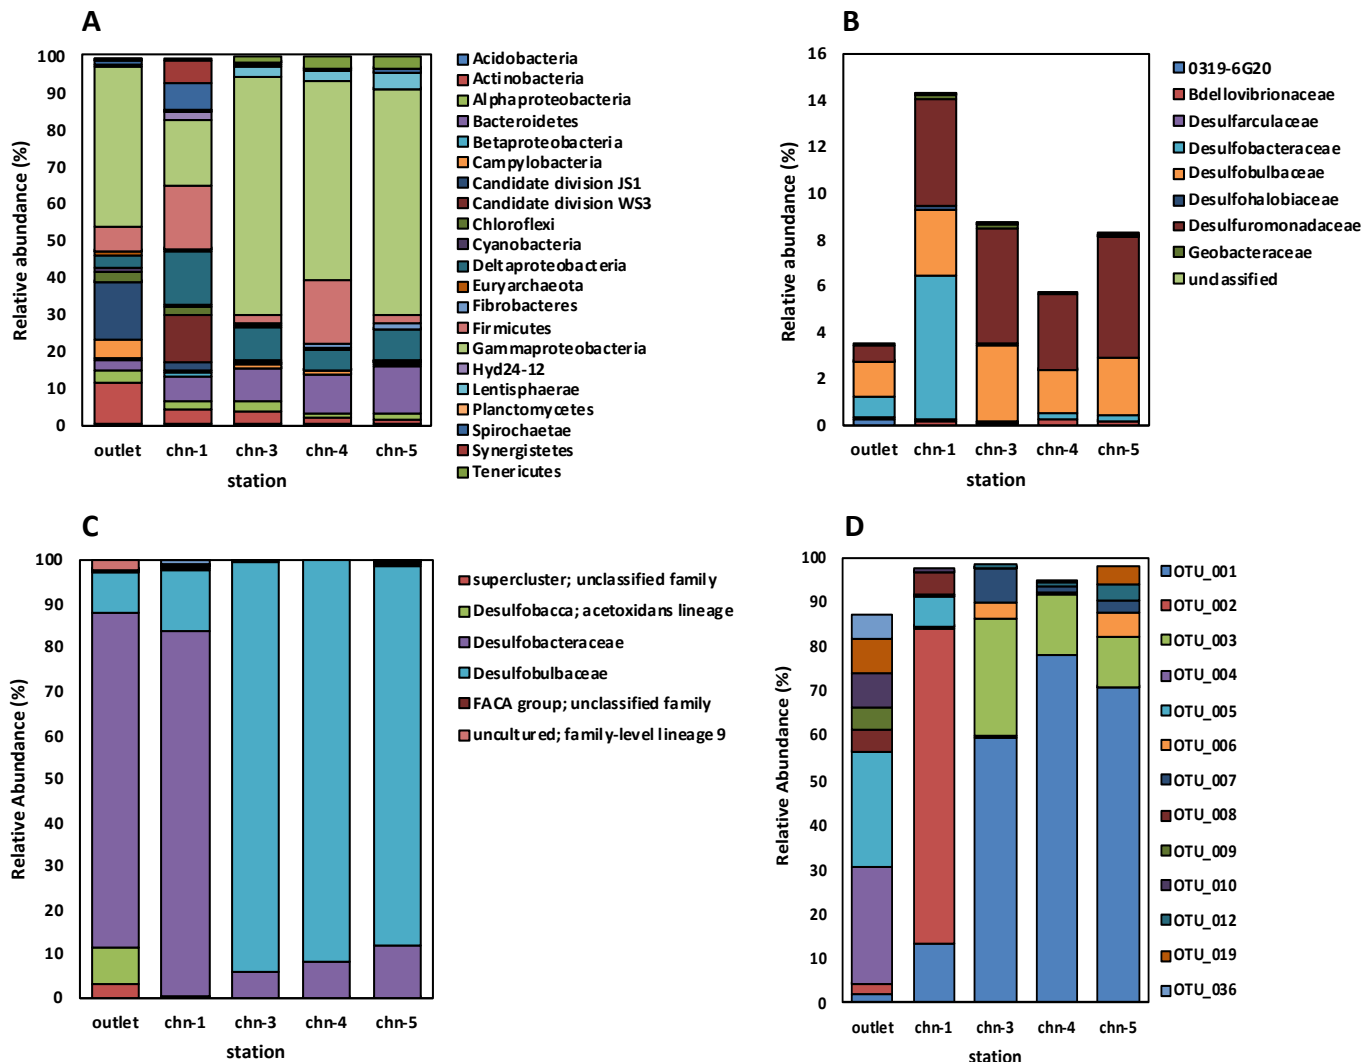 A
100
90
80
70
60
50
40
30
20
10
0
Relative abundance (%)
outlet chn-1 chn-3 chn-4 chn-5
station
Acidobacteria
Actinobacteria
Alphaproteobacteria
Bacteroidetes
Betaproteobacteria
Campylobacteria
Candidate division JS1
Candidate division WS3
Chloroflexi
Cyanobacteria
Deltaproteobacteria
Euryarchaeota
Fibrobacteres
Firmicutes
Gammaproteobacteria
Hyd24-12
Lentisphaerae
Planctomycetes
Spirochaetae
Synergistetes
Tenericutes
B
16
14
12
10
8
6
4
2
0
Relative abundance (%)
outlet chn-1 chn-3 chn-4 chn-5
station
0319-6G20
Bdellovibrionaceae
Desulfarculaceae
Desulfobacteraceae
Desulfobulbaceae
Desulfohalobiaceae
Desulfuromonadaceae
Geobacteraceae
unclassified
C
100
90
80
70
60
50
40
30
20
10
0
Relative Abundance (%)
outlet chn-1 chn-3 chn-4 chn-5
station
supercluster; unclassified family
Desulfobacca; acetoxidans lineage
Desulfobacteraceae
Desulfobulbaceae
FACA group; unclassified family
uncultured; family-level lineage 9
D
100
90
80
70
60
50
40
30
20
10
0
Relative Abundance (%)
outlet chn-1 chn-3 chn-4 chn-5
station
OTU_001
OTU_002
OTU_003
OTU_004
OTU_005
OTU_006
OTU_007
OTU_008
OTU_009
OTU_010
OTU_012
OTU_019
OTU_036